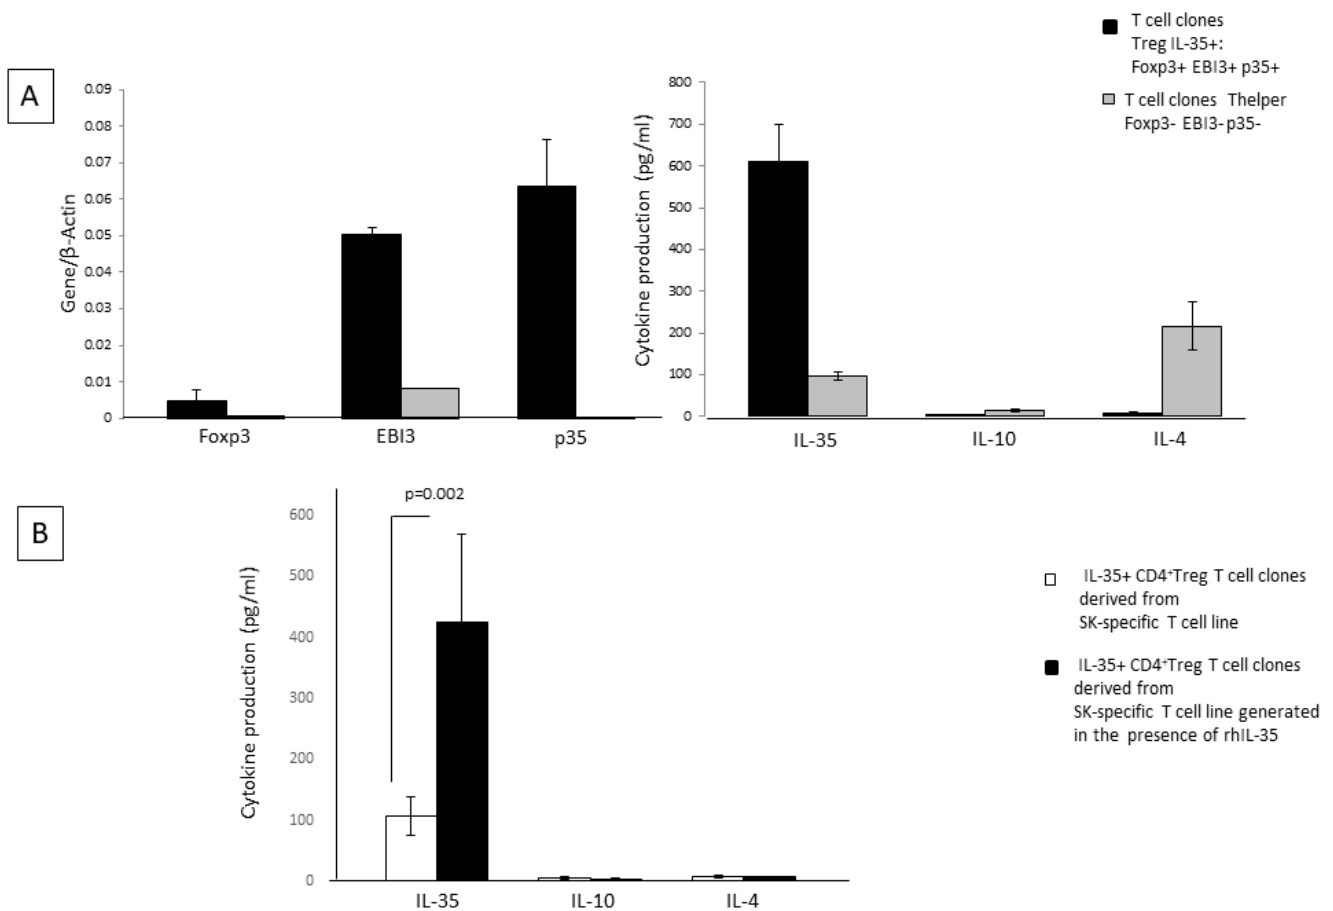 A
T cell clones
Treg IL-35+:
Foxp3+ EBI3+ p35+
T cell clones Thelper
Foxp3- EBI3- p35-
Gene/β-Actin
0.09
0.08
0.07
0.06
0.05
0.04
0.03
0.02
0.01
0
Foxp3 EBI3 p35
Cytokine production (pg/ml)
800
700
600
500
400
300
200
100
0
IL-35 IL-10 IL-4
B
p=0.002
Cytokine production (pg/ml)
600
500
400
300
200
100
0
IL-35 IL-10 IL-4
IL-35+ CD4⁺Treg T cell clones
derived from
SK-specific T cell line
IL-35+ CD4⁺Treg T cell clones
derived from
SK-specific T cell line generated
in the presence of rhIL-35